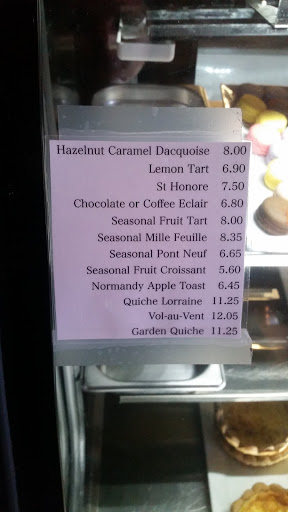 Hazelnut Caramel Dacquoise 8.00
Lemon Tart 6.90
St Honore 7.50
Chocolate or Coffee Eclair 6.80
Seasonal Fruit Tart 8.00
Seasonal Mille Feuille 8.35
Seasonal Pont Neuf 6.65
Seasonal Fruit Croissant 5.60
Normandy Apple Toast 6.45
Quiche Lorraine 11.25
Vol-au-Vent 12.05
Garden Quiche 11.25